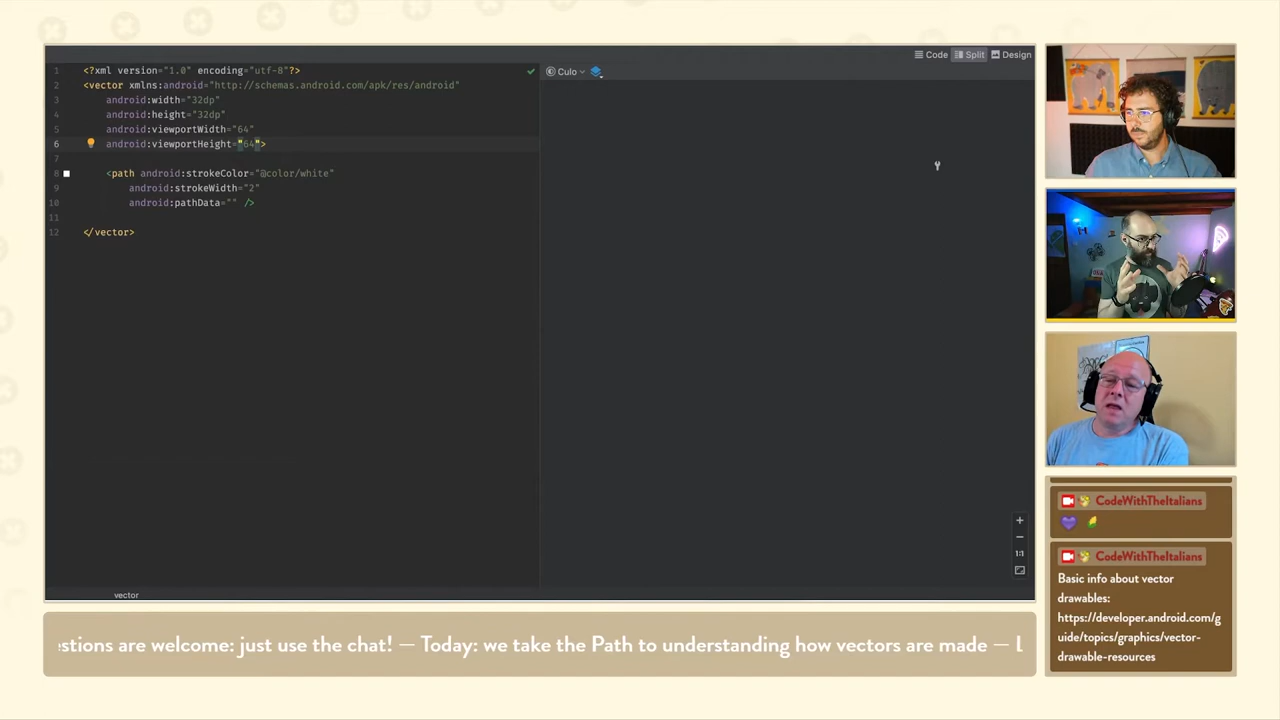 Code Split Design
1 <?xml version="1.0" encoding="utf-8"?>
2 <vector xmlns:android="http://schemas.android.com/apk/res/android"
3 android:width="32dp"
4 android:height="32dp"
5 android:viewportWidth="64"
6 android:viewportHeight="64">
7
8 <path android:strokeColor="@color/white"
9 android:strokeWidth="2"
10 android:pathData="" />
11
12 </vector>
vector
Culo
+
−
1:1
CodeWithTheItalians
CodeWithTheItalians
Basic info about vector
drawables:
https://developer.android.com/g
uide/topics/graphics/vector-
drawable-resources
stions are welcome: just use the chat! — Today: we take the Path to understanding how vectors are made —